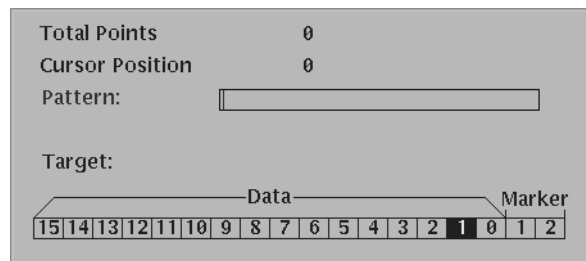 Total Points 0
Cursor Position 0
Pattern:
Target:
Data Marker
15 14 13 12 11 10 9 8 7 6 5 4 3 2 1 0 1 2